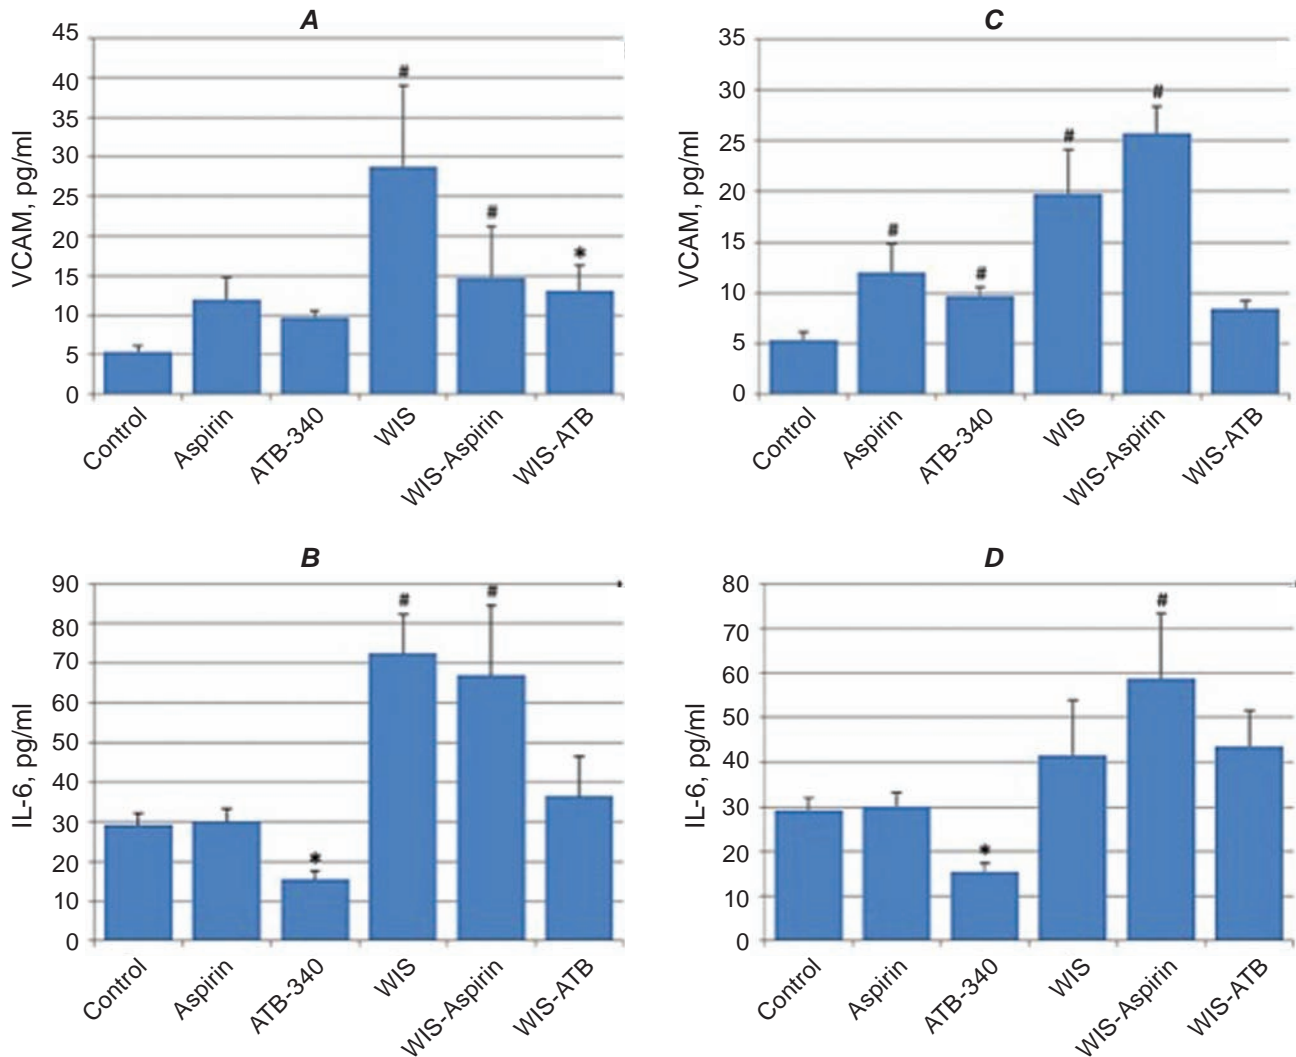 A
VCAM, pg/ml
45
40
35
30
25
20
15
10
5
0
#
#
*
Control
Aspirin
ATB-340
WIS
WIS-Aspirin
WIS-ATB
C
VCAM, pg/ml
35
30
25
20
15
10
5
0
#
#
#
#
Control
Aspirin
ATB-340
WIS
WIS-Aspirin
WIS-ATB
B
IL-6, pg/ml
90
80
70
60
50
40
30
20
10
0
*
#
#
Control
Aspirin
ATB-340
WIS
WIS-Aspirin
WIS-ATB
D
IL-6, pg/ml
80
70
60
50
40
30
20
10
0
*
#
Control
Aspirin
ATB-340
WIS
WIS-Aspirin
WIS-ATB